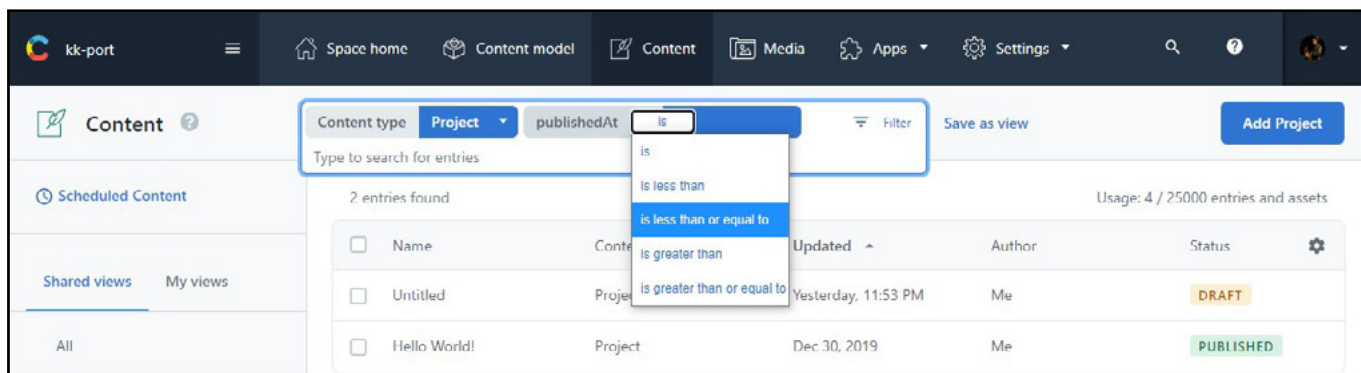 kk-port Space home Content model Content Media Apps Settings
Content Content type Project publishedAt is Filter Save as view Add Project
Type to search for entries
is
is less than
is less than or equal to
is greater than
is greater than or equal to
Scheduled Content
2 entries found Usage: 4 / 25000 entries and assets
Name Conte Updated Author Status
Shared views My views
Untitled Projec Yesterday, 11:53 PM Me DRAFT
All
Hello World! Project Dec 30, 2019 Me PUBLISHED